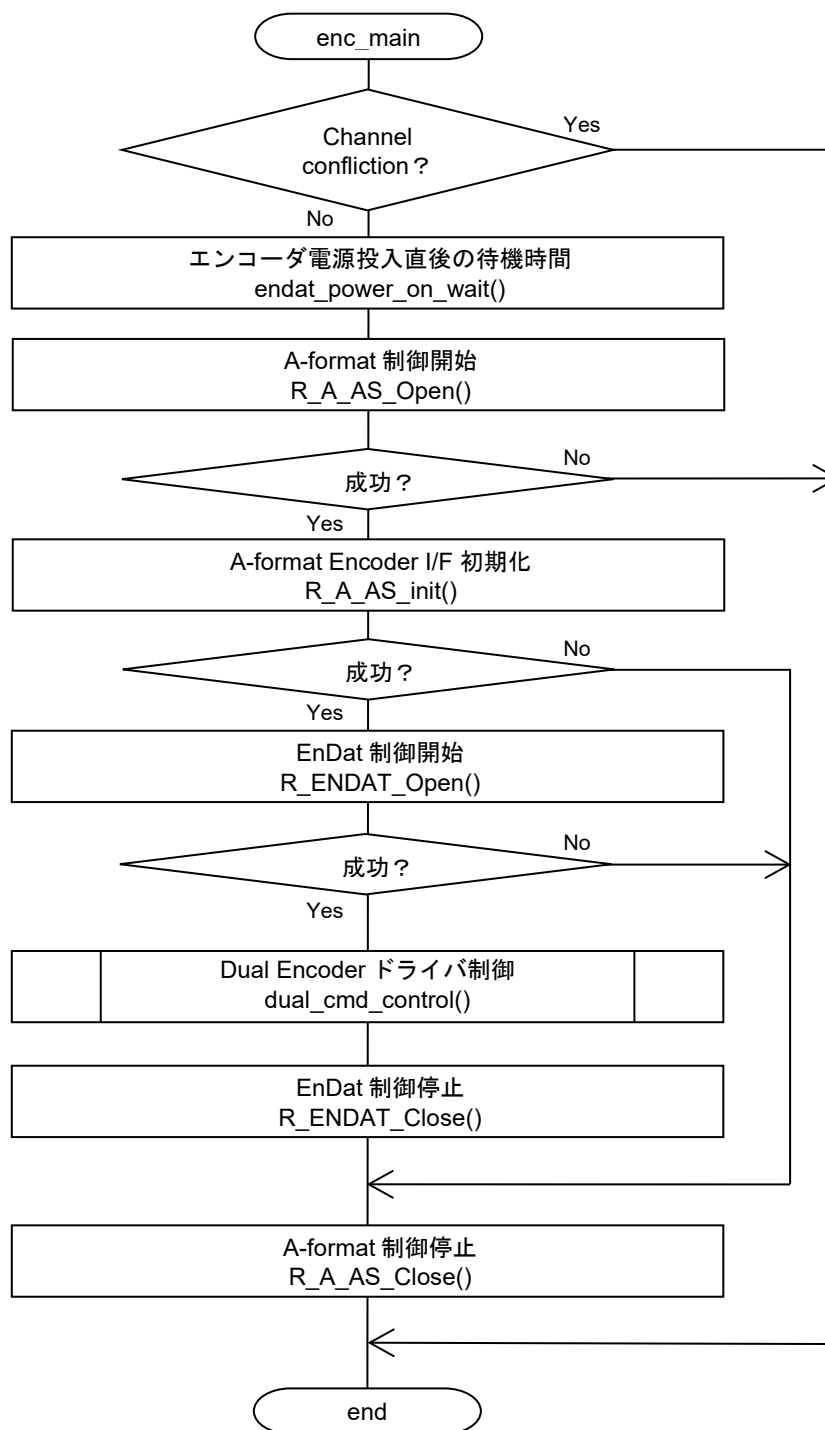 enc_main
Channel
confliction？
Yes
No
エンコーダ電源投入直後の待機時間
endat_power_on_wait()
A-format 制御開始
R_A_AS_Open()
成功？
No
Yes
A-format Encoder I/F 初期化
R_A_AS_init()
成功？
No
Yes
EnDat 制御開始
R_ENDAT_Open()
成功？
No
Yes
Dual Encoder ドライバ制御
dual_cmd_control()
EnDat 制御停止
R_ENDAT_Close()
A-format 制御停止
R_A_AS_Close()
end